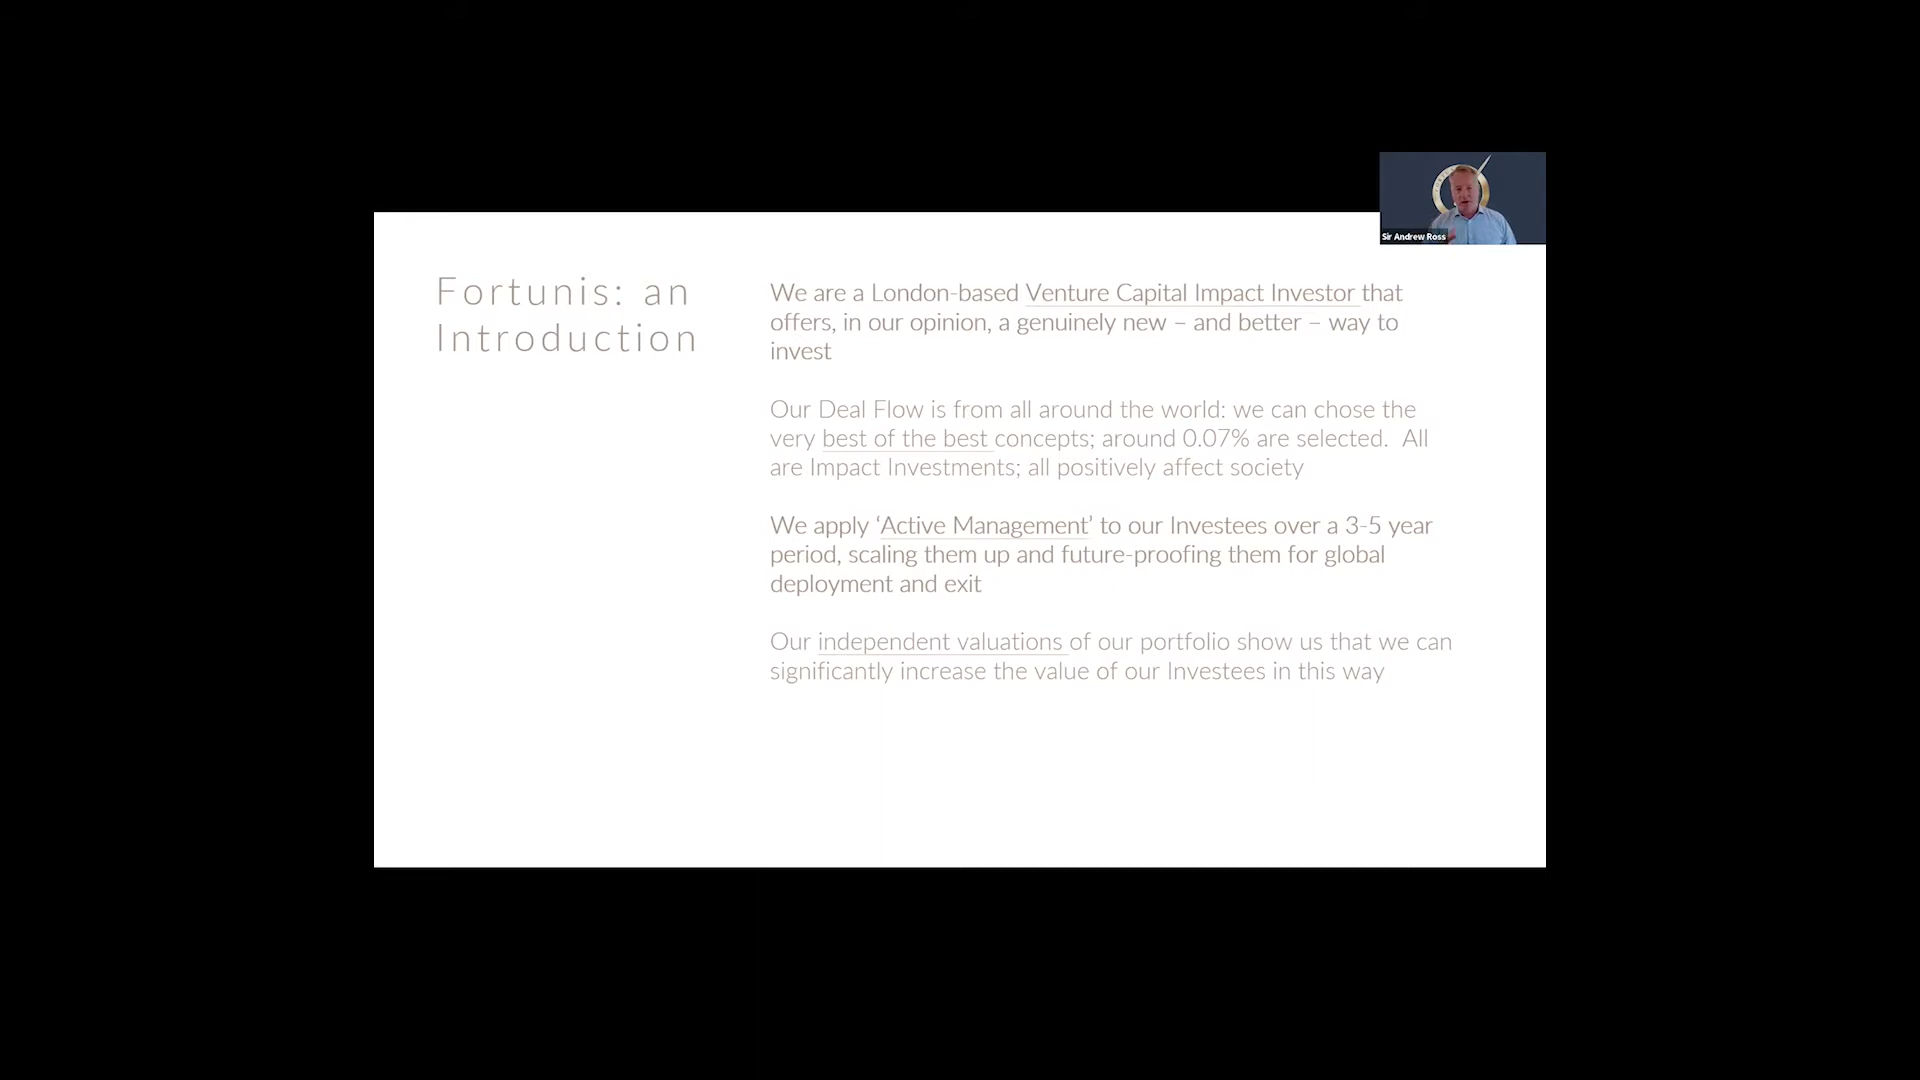 Sir Andrew Ross
Fortunis: an
Introduction
We are a London-based Venture Capital Impact Investor that
offers, in our opinion, a genuinely new – and better – way to
invest
Our Deal Flow is from all around the world: we can chose the
very best of the best concepts; around 0.07% are selected. All
are Impact Investments; all positively affect society
We apply ‘Active Management’ to our Investees over a 3-5 year
period, scaling them up and future-proofing them for global
deployment and exit
Our independent valuations of our portfolio show us that we can
significantly increase the value of our Investees in this way